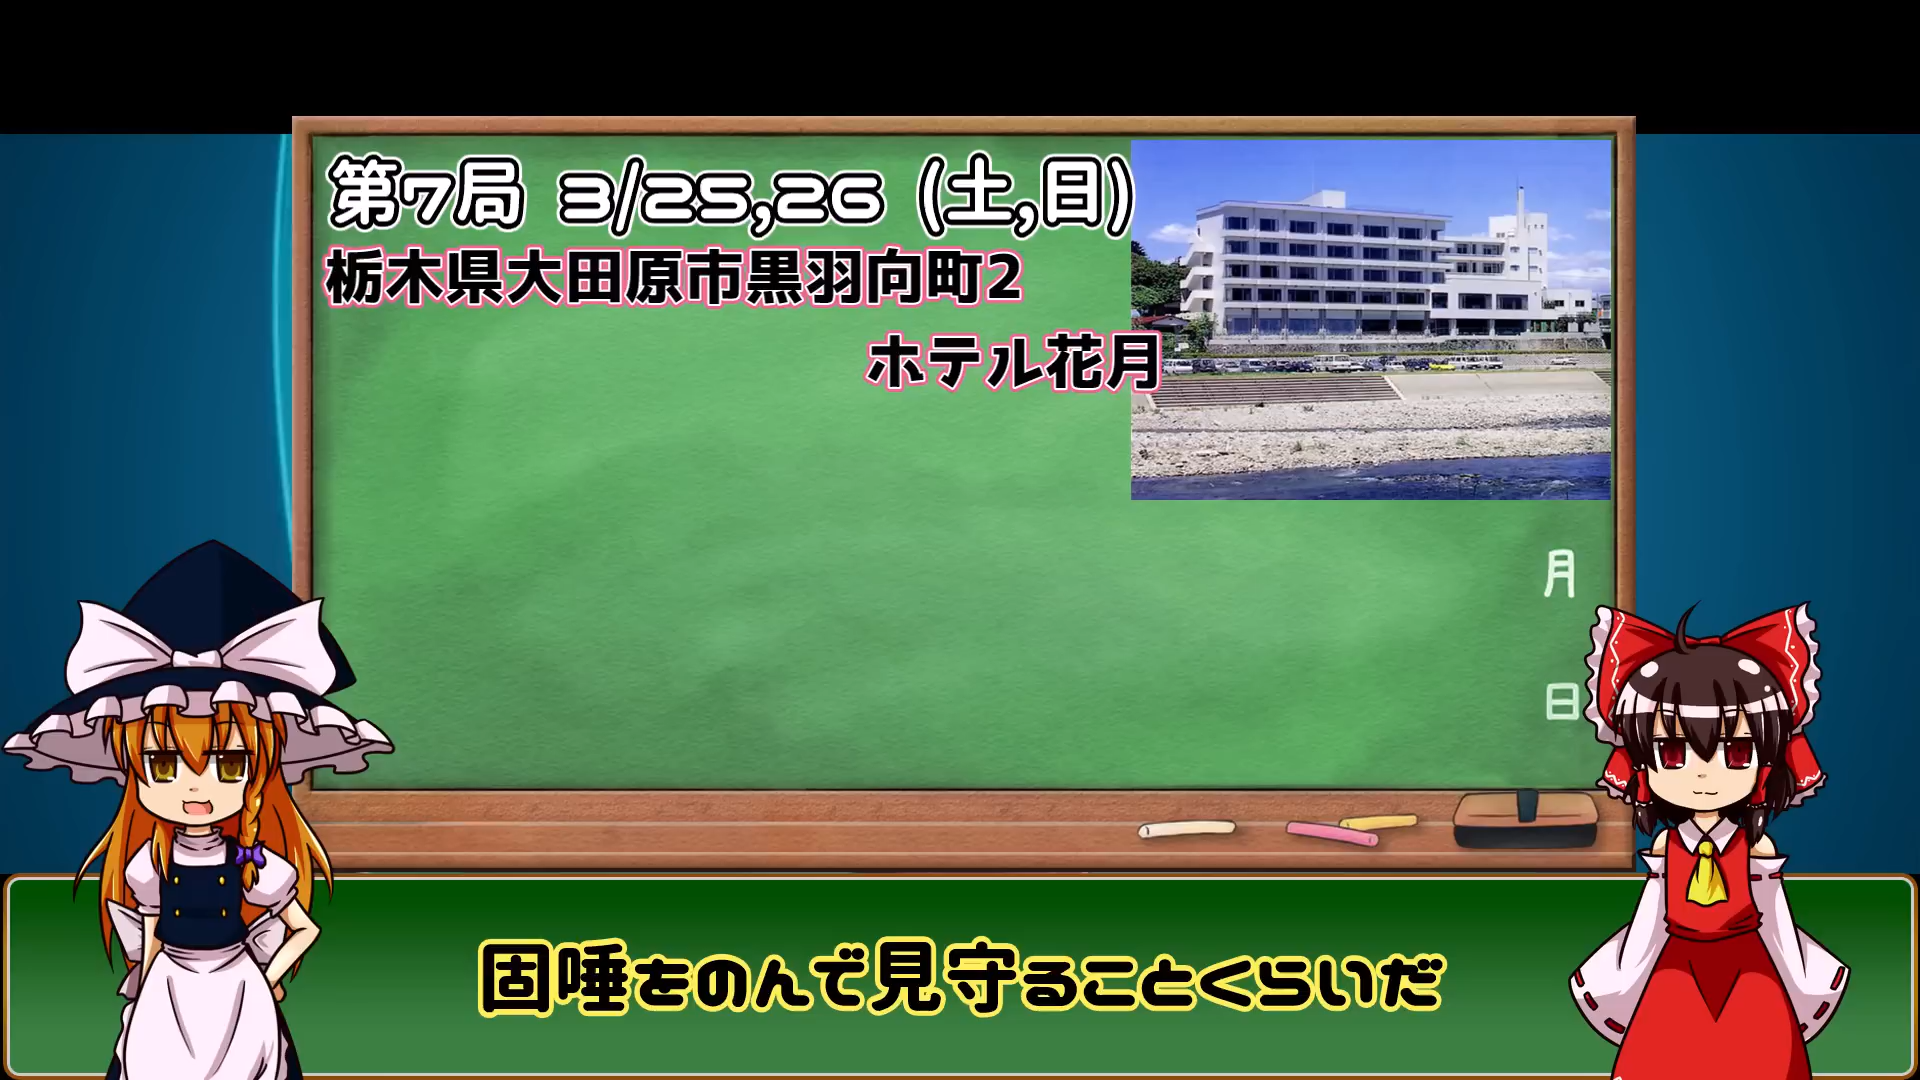 第7局 3/25,26 (土,日)
栃木県大田原市黒羽向町2
ホテル花月
月
日
固唾をのんで見守ることくらいだ